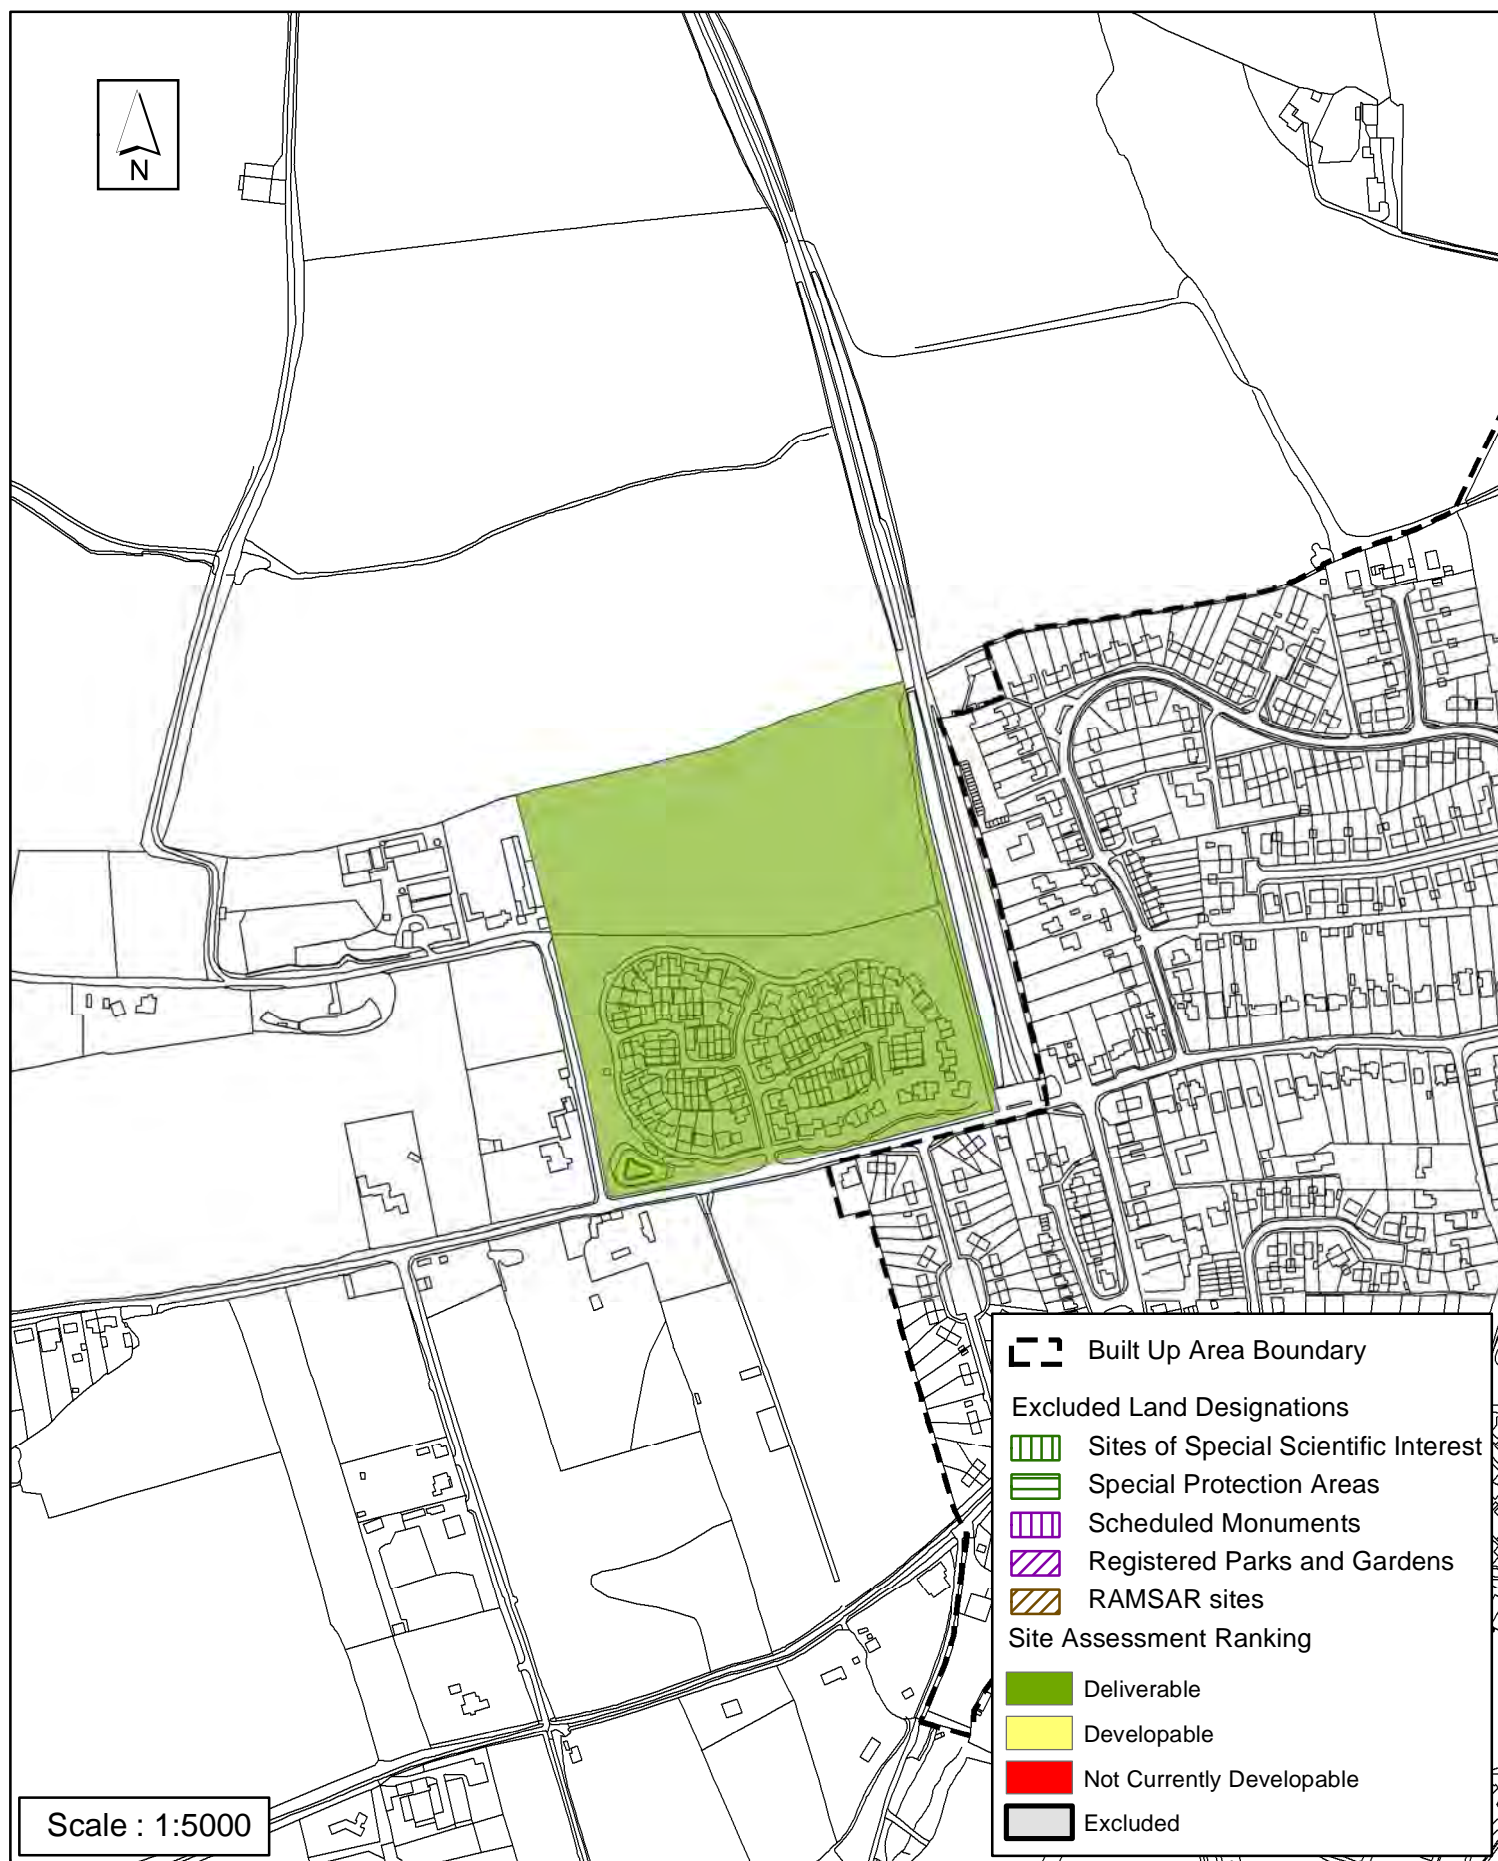 N
Built Up Area Boundary
Excluded Land Designations
Sites of Special Scientific Interest
Special Protection Areas
Scheduled Monuments
Registered Parks and Gardens
RAMSAR sites
Site Assessment Ranking
Deliverable
Developable
Not Currently Developable
Excluded
Scale : 1:5000